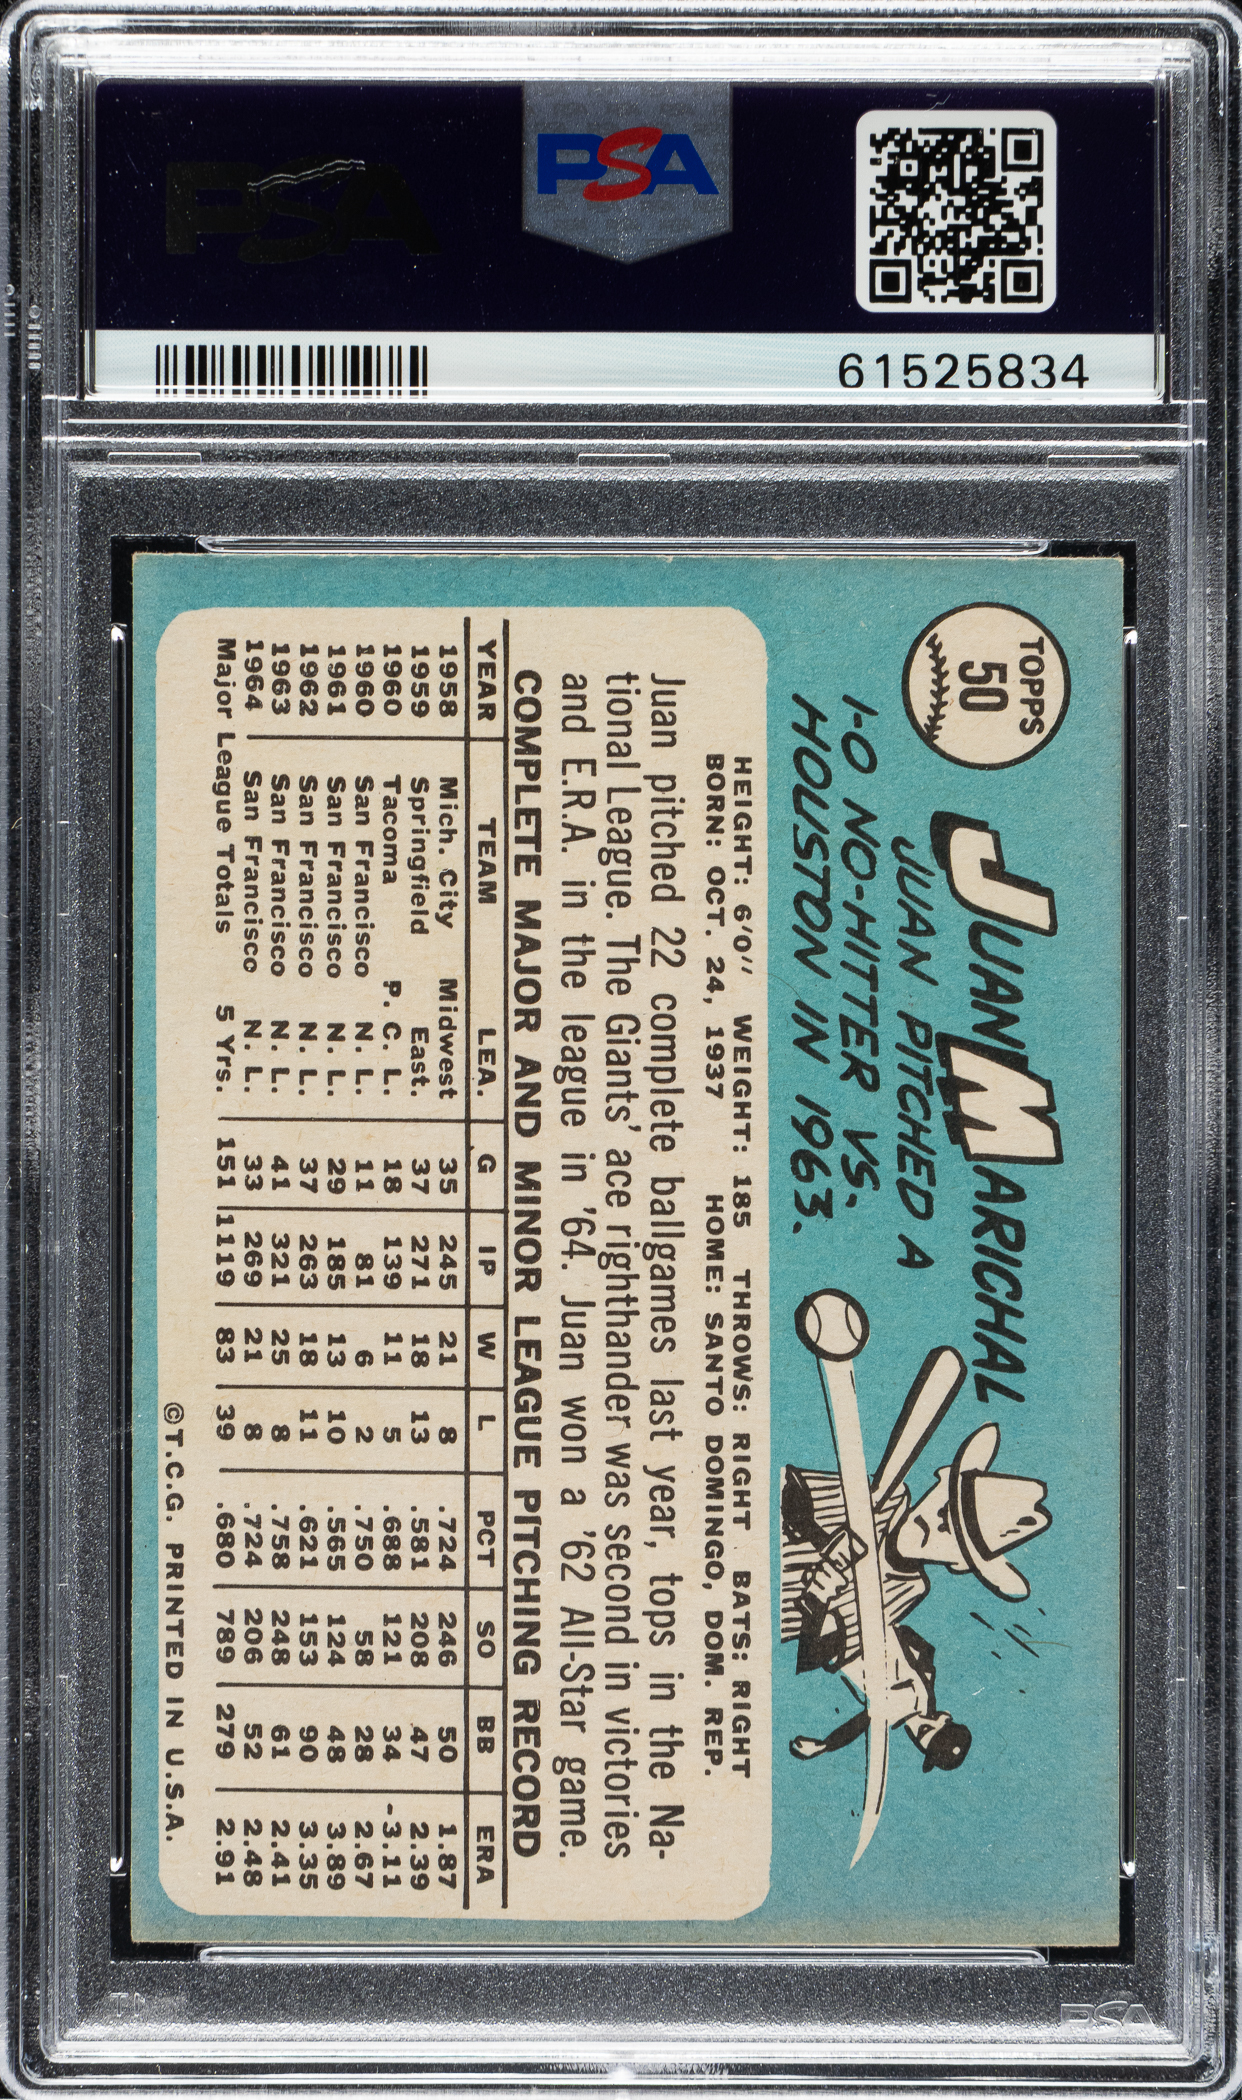 PSA
PSA
61525834
TOPPS
50
JUAN MARICHAL
JUAN PITCHED A
1-0 NO-HITTER VS.
HOUSTON IN 1963.
HEIGHT: 6'0" WEIGHT: 185 THROWS: RIGHT BATS: RIGHT
BORN: OCT. 24, 1937 HOME: SANTO DOMINGO, DOM. REP.
Juan pitched 22 complete ballgames last year, tops in the Na-
tional League. The Giants' ace righthander was second in victories
and E.R.A. in the league in '64. Juan won a '62 All-Star game.
COMPLETE MAJOR AND MINOR LEAGUE PITCHING RECORD
YEAR TEAM LEA. G IP W L PCT SO BB ERA
1958 Mich. City Midwest 35 245 21 8 .724 246 50 1.87
1959 Springfield East. 37 271 18 13 .581 208 47 2.39
1960 Tacoma P. C. L. 18 139 11 5 .688 121 34 -3.11
1960 San Francisco N. L. 11 81 6 2 .750 58 28 2.67
1961 San Francisco N. L. 29 185 13 10 .565 124 48 3.89
1962 San Francisco N. L. 37 263 18 11 .621 153 90 3.35
1963 San Francisco N. L. 41 321 25 8 .758 248 61 2.41
1964 San Francisco N. L. 33 269 21 8 .724 206 52 2.48
Major League Totals 5 Yrs. 151 1119 83 39 .680 789 279 2.91
©T.C.G. PRINTED IN U.S.A.
PSA